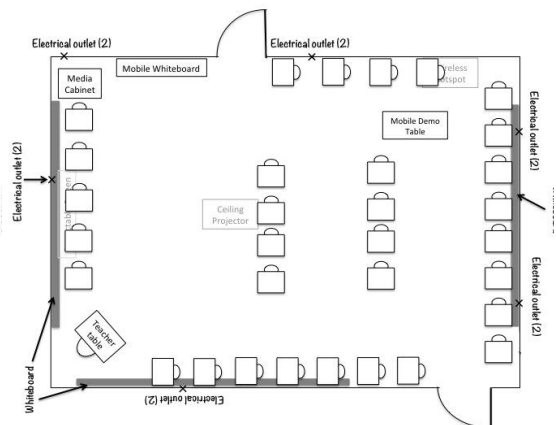 Electrical outlet (2)
Electrical outlet (2)
Mobile Whiteboard
Media
Cabinet
Mobile Demo
Table
Electrical outlet (2)
Electrical outlet (2)
Ceiling
Projector
Electrical outlet (2)
Teacher
table
Whiteboard
Electrical outlet (2)